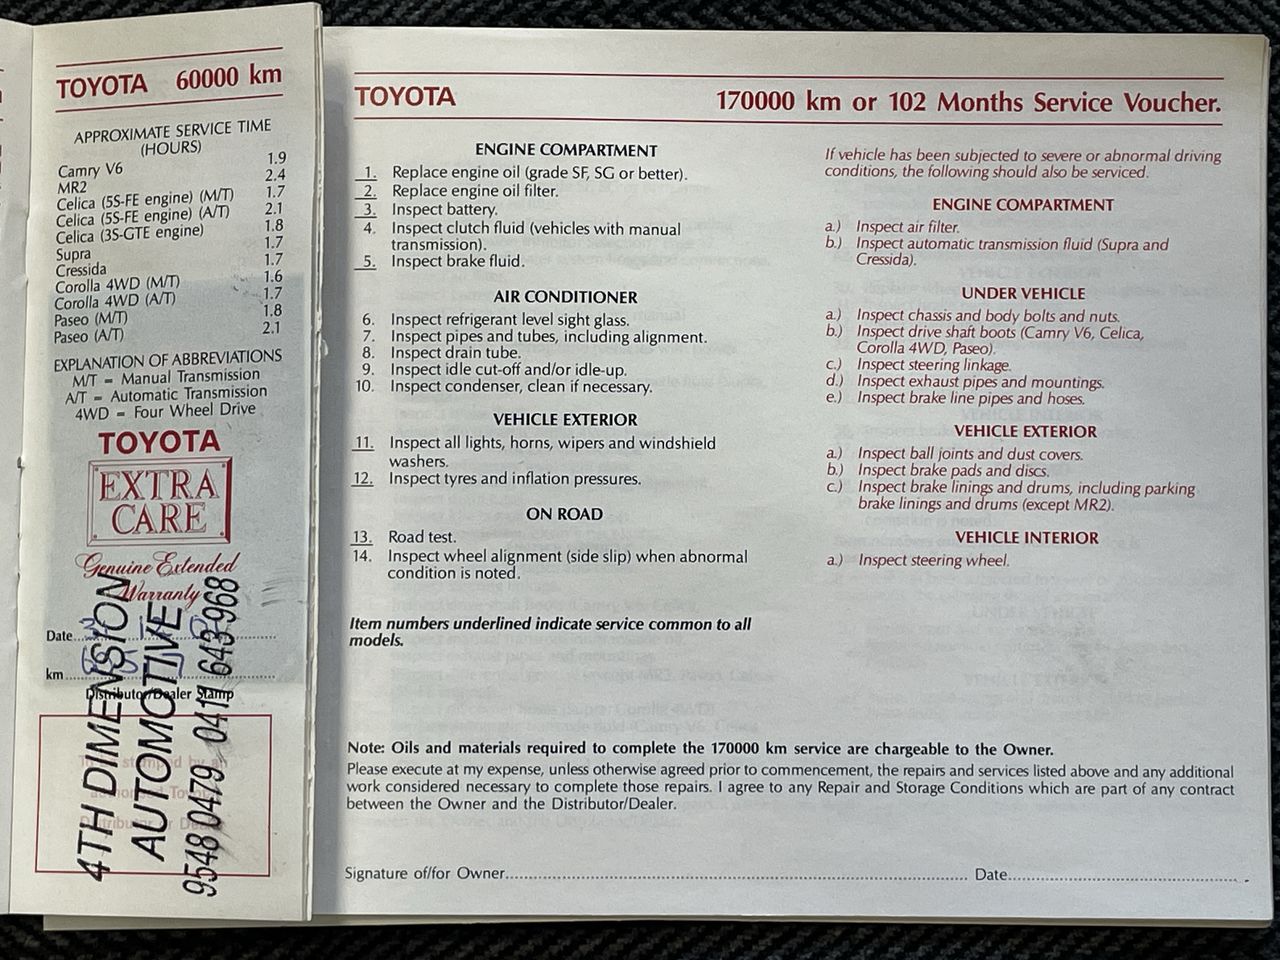 TOYOTA 60000 km
APPROXIMATE SERVICE TIME
(HOURS)
Camry V6 1.9
MR2 2.4
Celica (5S-FE engine) (M/T) 1.7
Celica (5S-FE engine) (A/T) 2.1
Celica (3S-GTE engine) 1.8
Supra 1.7
Cressida 1.7
Corolla 4WD (M/T) 1.6
Corolla 4WD (A/T) 1.7
Paseo (M/T) 1.8
Paseo (A/T) 2.1
EXPLANATION OF ABBREVIATIONS
M/T = Manual Transmission
A/T = Automatic Transmission
4WD = Four Wheel Drive
TOYOTA
EXTRA
CARE
Genuine Extended
Warranty
Date
km
Distributor/Dealer Stamp
4TH DIMENSION
AUTOMOTIVE
9548 0479 0411 643 968
TOYOTA 170000 km or 102 Months Service Voucher.
ENGINE COMPARTMENT
1. Replace engine oil (grade SF, SG or better).
2. Replace engine oil filter.
3. Inspect battery.
4. Inspect clutch fluid (vehicles with manual
transmission).
5. Inspect brake fluid.
AIR CONDITIONER
6. Inspect refrigerant level sight glass.
7. Inspect pipes and tubes, including alignment.
8. Inspect drain tube.
9. Inspect idle cut-off and/or idle-up.
10. Inspect condenser, clean if necessary.
VEHICLE EXTERIOR
11. Inspect all lights, horns, wipers and windshield
washers.
12. Inspect tyres and inflation pressures.
ON ROAD
13. Road test.
14. Inspect wheel alignment (side slip) when abnormal
condition is noted.
Item numbers underlined indicate service common to all
models.
If vehicle has been subjected to severe or abnormal driving
conditions, the following should also be serviced.
ENGINE COMPARTMENT
a.) Inspect air filter.
b.) Inspect automatic transmission fluid (Supra and
Cressida).
UNDER VEHICLE
a.) Inspect chassis and body bolts and nuts.
b.) Inspect drive shaft boots (Camry V6, Celica,
Corolla 4WD, Paseo).
c.) Inspect steering linkage.
d.) Inspect exhaust pipes and mountings.
e.) Inspect brake line pipes and hoses.
VEHICLE EXTERIOR
a.) Inspect ball joints and dust covers.
b.) Inspect brake pads and discs.
c.) Inspect brake linings and drums, including parking
brake linings and drums (except MR2).
VEHICLE INTERIOR
a.) Inspect steering wheel.
Note: Oils and materials required to complete the 170000 km service are chargeable to the Owner.
Please execute at my expense, unless otherwise agreed prior to commencement, the repairs and services listed above and any additional
work considered necessary to complete those repairs. I agree to any Repair and Storage Conditions which are part of any contract
between the Owner and the Distributor/Dealer.
Signature of/for Owner Date